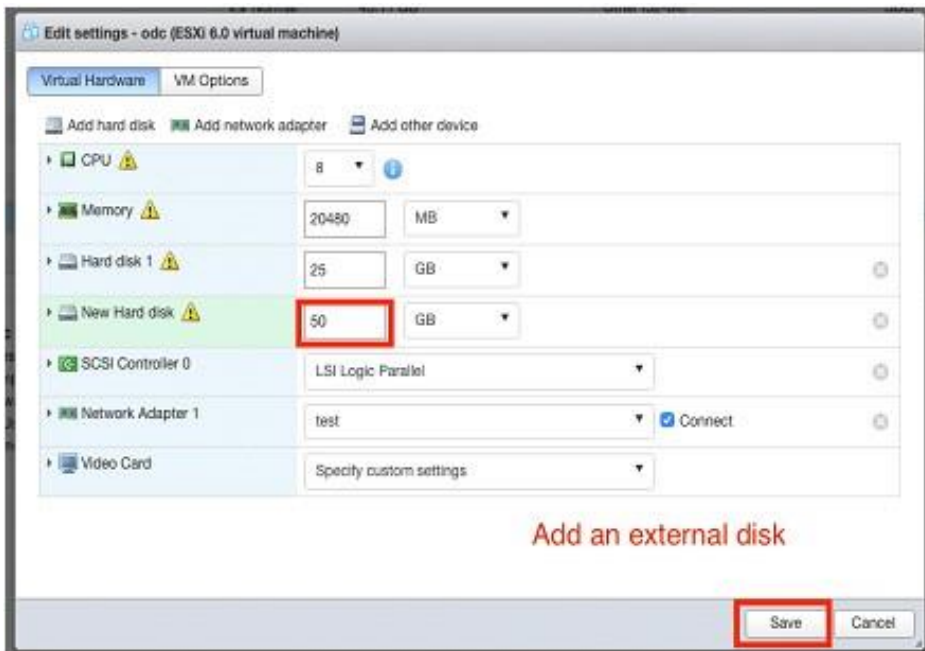 Edit settings - odc (ESXi 6.0 virtual machine)
Virtual Hardware VM Options
Add hard disk Add network adapter Add other device
CPU 8
Memory 20480 MB
Hard disk 1 25 GB
New Hard disk 50 GB
SCSI Controller 0 LSI Logic Parallel
Network Adapter 1 test Connect
Video Card Specify custom settings
Add an external disk
Save Cancel